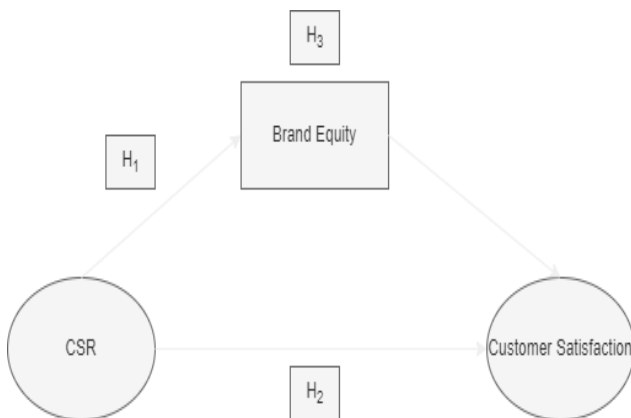 H₃
Brand Equity
H₁
CSR
Customer Satisfaction
H₂